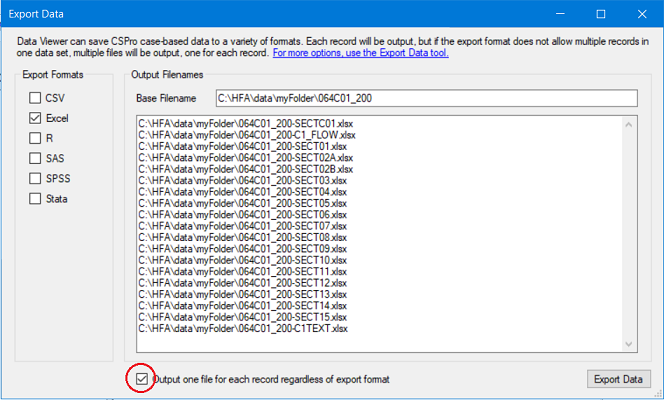 Export Data
Data Viewer can save CSPro case-based data to a variety of formats. Each record will be output, but if the export format does not allow multiple records in
one data set, multiple files will be output, one for each record. For more options, use the Export Data tool.
Export Formats
CSV
Excel
R
SAS
SPSS
Stata
Output Filenames
Base Filename
C:\HFA\data\myFolder\064C01_200
C:\HFA\data\myFolder\064C01_200-SECTC01.xlsx
C:\HFA\data\myFolder\064C01_200-C1_FLOW.xlsx
C:\HFA\data\myFolder\064C01_200-SECT01.xlsx
C:\HFA\data\myFolder\064C01_200-SECT02A.xlsx
C:\HFA\data\myFolder\064C01_200-SECT02B.xlsx
C:\HFA\data\myFolder\064C01_200-SECT03.xlsx
C:\HFA\data\myFolder\064C01_200-SECT04.xlsx
C:\HFA\data\myFolder\064C01_200-SECT05.xlsx
C:\HFA\data\myFolder\064C01_200-SECT06.xlsx
C:\HFA\data\myFolder\064C01_200-SECT07.xlsx
C:\HFA\data\myFolder\064C01_200-SECT08.xlsx
C:\HFA\data\myFolder\064C01_200-SECT09.xlsx
C:\HFA\data\myFolder\064C01_200-SECT10.xlsx
C:\HFA\data\myFolder\064C01_200-SECT11.xlsx
C:\HFA\data\myFolder\064C01_200-SECT12.xlsx
C:\HFA\data\myFolder\064C01_200-SECT13.xlsx
C:\HFA\data\myFolder\064C01_200-SECT14.xlsx
C:\HFA\data\myFolder\064C01_200-SECT15.xlsx
C:\HFA\data\myFolder\064C01_200-C1TEXT.xlsx
Output one file for each record regardless of export format
Export Data